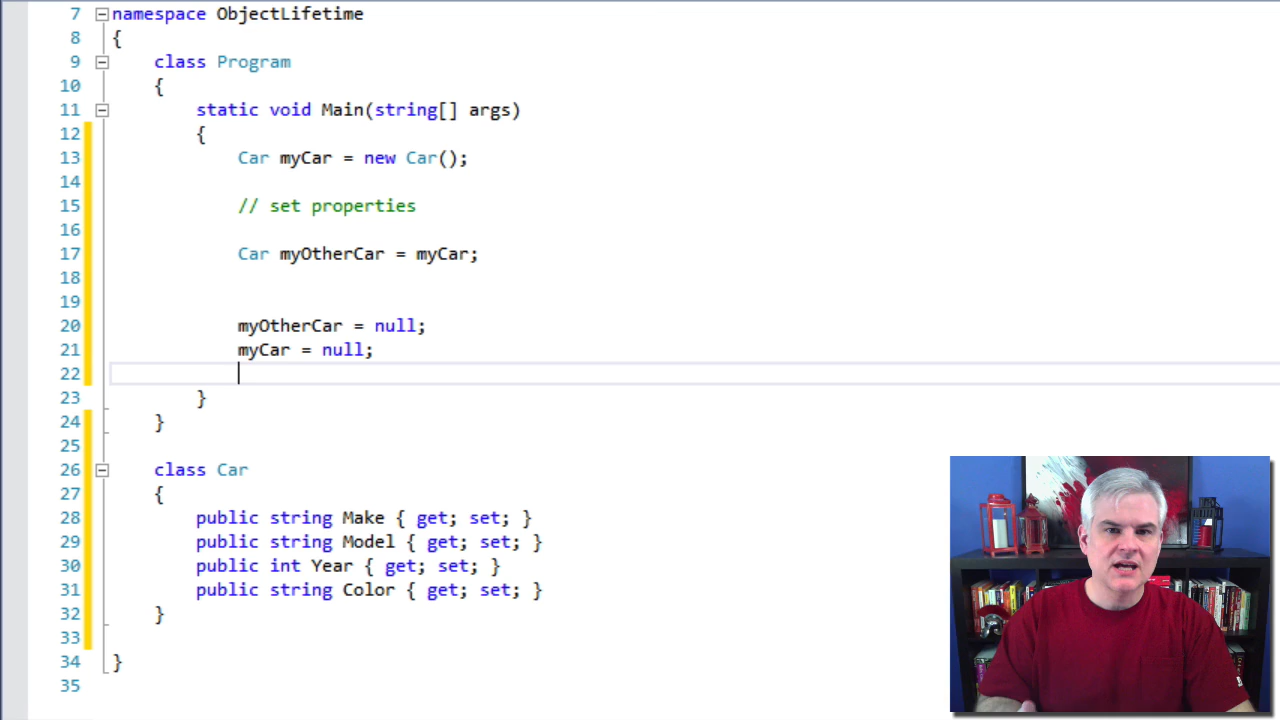 7 namespace ObjectLifetime
8 {
9 class Program
10 {
11 static void Main(string[] args)
12 {
13 Car myCar = new Car();
14
15 // set properties
16
17 Car myOtherCar = myCar;
18
19
20 myOtherCar = null;
21 myCar = null;
22
23 }
24 }
25
26 class Car
27 {
28 public string Make { get; set; }
29 public string Model { get; set; }
30 public int Year { get; set; }
31 public string Color { get; set; }
32 }
33
34 }
35